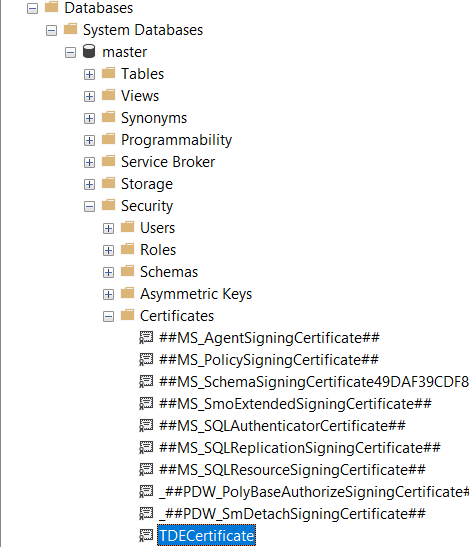 Databases
System Databases
master
Tables
Views
Synonyms
Programmability
Service Broker
Storage
Security
Users
Roles
Schemas
Asymmetric Keys
Certificates
##MS_AgentSigningCertificate##
##MS_PolicySigningCertificate##
##MS_SchemaSigningCertificate49DAF39CDF8
##MS_SmoExtendedSigningCertificate##
##MS_SQLAuthenticatorCertificate##
##MS_SQLReplicationSigningCertificate##
##MS_SQLResourceSigningCertificate##
_##PDW_PolyBaseAuthorizeSigningCertificate#
_##PDW_SmDetachSigningCertificate##
TDECertificate